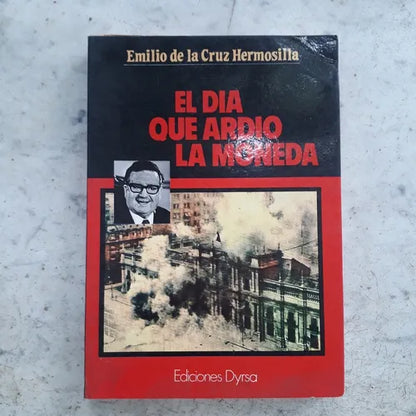 Emilio de la Cruz Hermosilla
EL DIA
QUE ARDIO
LA MONEDA
Ediciones Dyrsa